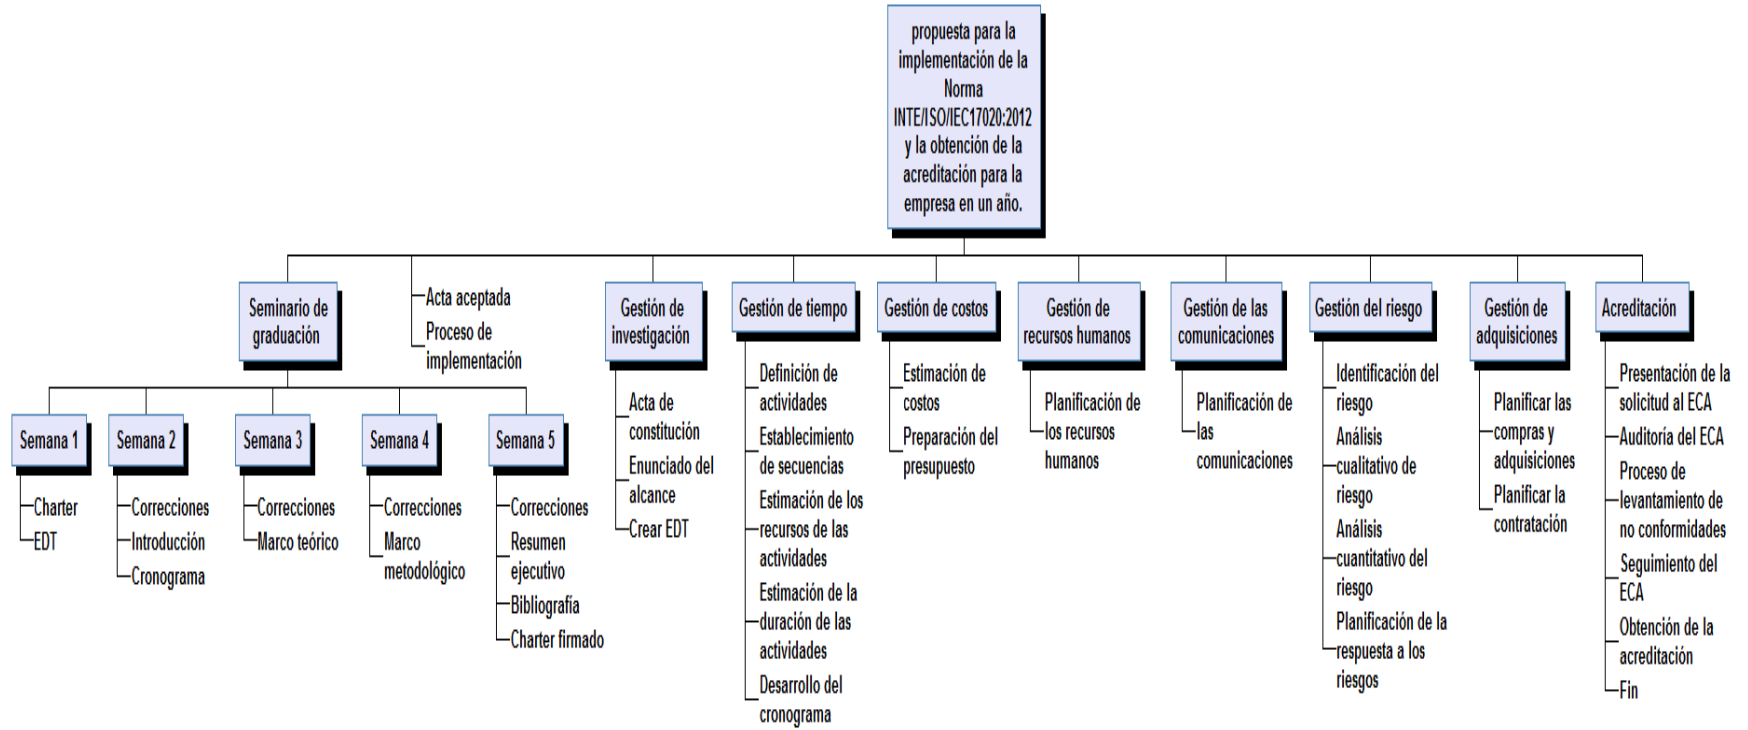 propuesta para la
implementación de la
Norma
INTE/ISO/IEC17020:2012
y la obtención de la
acreditación para la
empresa en un año.
Seminario de
graduación
Semana 1
Charter
EDT
Semana 2
Correcciones
Introducción
Cronograma
Semana 3
Correcciones
Marco teórico
Semana 4
Correcciones
Marco
metodológico
Semana 5
Correcciones
Resumen
ejecutivo
Bibliografía
Charter firmado
Acta aceptada
Proceso de
implementación
Gestión de
investigación
Acta de
constitución
Enunciado del
alcance
Crear EDT
Gestión de tiempo
Definición de
actividades
Establecimiento
de secuencias
Estimación de los
recursos de las
actividades
Estimación de la
duración de las
actividades
Desarrollo del
cronograma
Gestión de costos
Estimación de
costos
Preparación del
presupuesto
Gestión de
recursos humanos
Planificación de
los recursos
humanos
Gestión de las
comunicaciones
Planificación de
las
comunicaciones
Gestión del riesgo
Identificación del
riesgo
Análisis
cualitativo de
riesgo
Análisis
cuantitativo del
riesgo
Planificación de la
respuesta a los
riesgos
Gestión de
adquisiciones
Planificar las
compras y
adquisiciones
Planificar la
contratación
Acreditación
Presentación de la
solicitud al ECA
Auditoría del ECA
Proceso de
levantamiento de
no conformidades
Seguimiento del
ECA
Obtención de la
acreditación
Fin